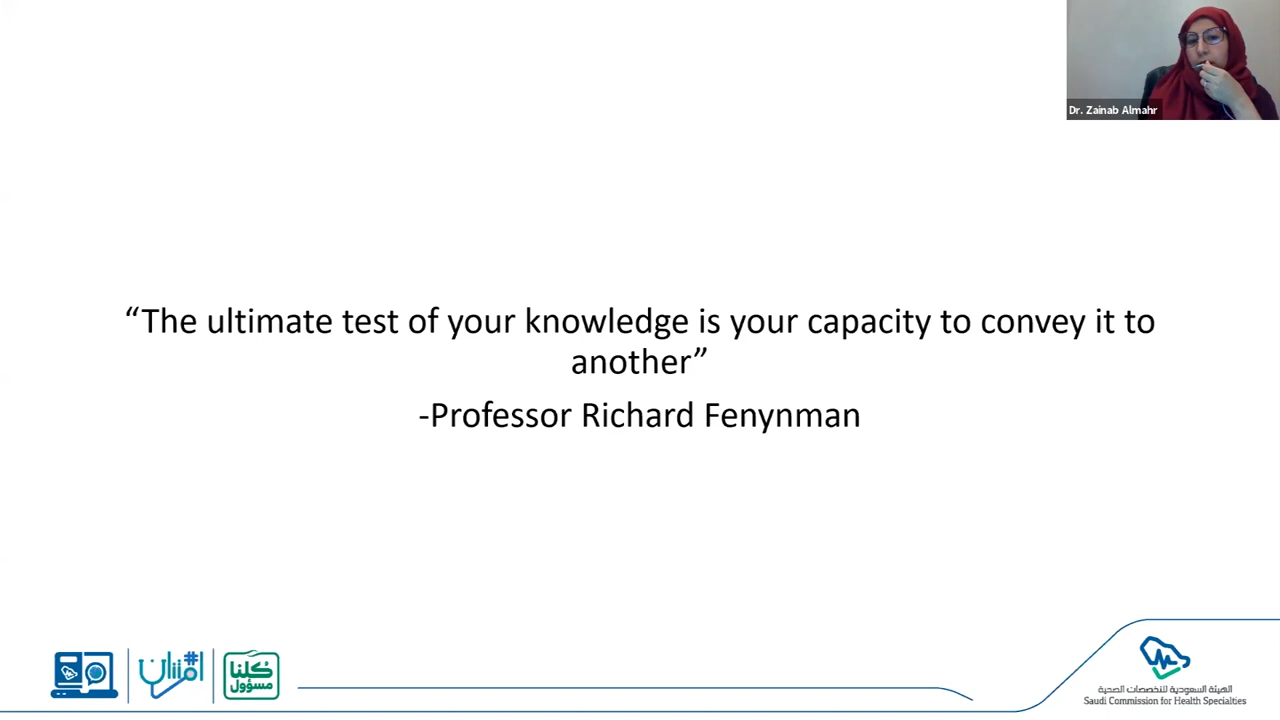 Dr. Zainab Almahr
“The ultimate test of your knowledge is your capacity to convey it to
another”
-Professor Richard Fenynman
#امتنان
كلنا
مسؤول
الهيئة السعودية للتخصصات الصحية
Saudi Commission for Health Specialties